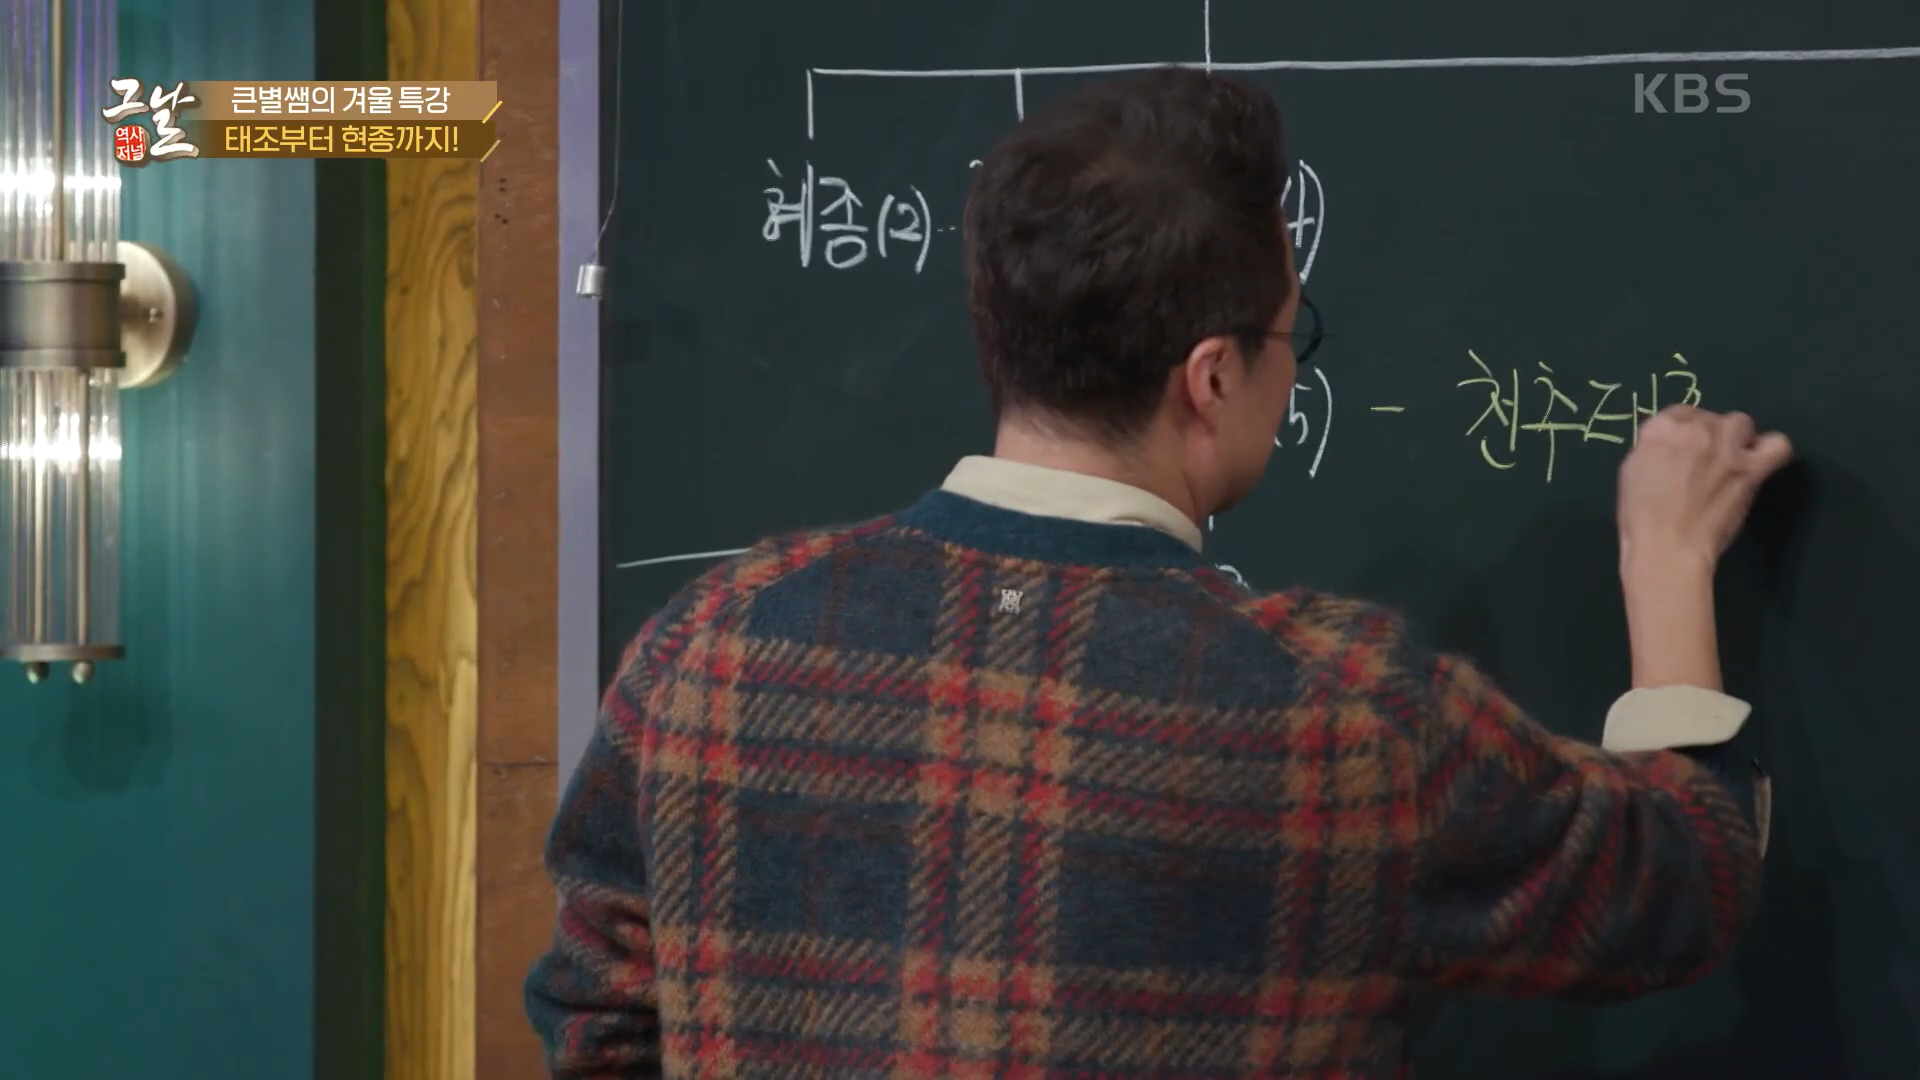 그날
역사
저널
큰별쌤의 겨울 특강
태조부터 현종까지!
KBS
혜종(2)
4)
5) - 천추태